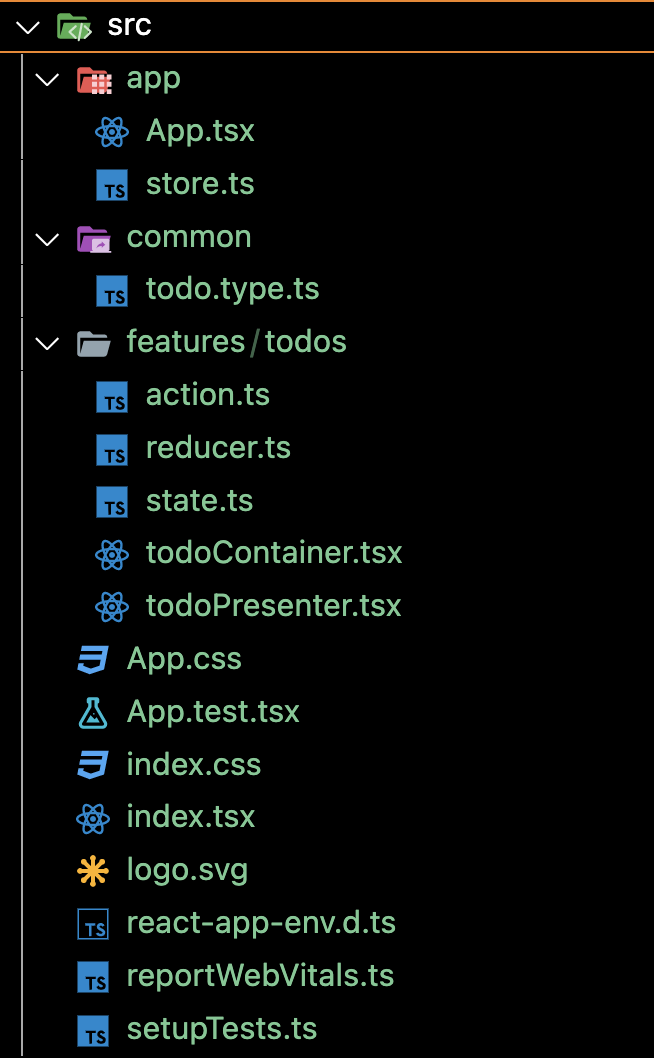 src
app
App.tsx
TS store.ts
common
TS todo.type.ts
features/todos
TS action.ts
TS reducer.ts
TS state.ts
todoContainer.tsx
todoPresenter.tsx
App.css
App.test.tsx
index.css
index.tsx
logo.svg
TS react-app-env.d.ts
TS reportWebVitals.ts
TS setupTests.ts